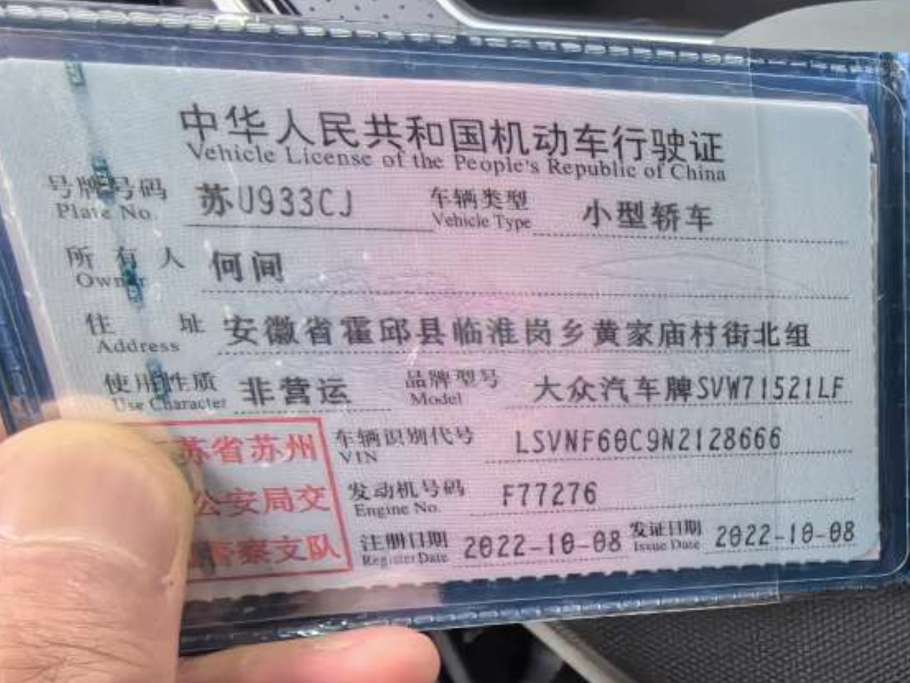 中华人民共和国机动车行驶证
Vehicle License of the People's Republic of China
号牌号码 苏U933CJ 车辆类型 小型轿车
Plate No. Vehicle Type
所有人 何间
Owner
住址 安徽省霍邱县临淮岗乡黄家庙村街北组
Address
使用性质 非营运 品牌型号 大众汽车牌SVW71521LF
Use Character Model
苏省苏州 车辆识别代号 LSVNF60C9N2128666
VIN
公安局交 发动机号码 F77276
Engine No.
警察支队 注册日期 2022-10-08 发证日期 2022-10-08
Register Date Issue Date